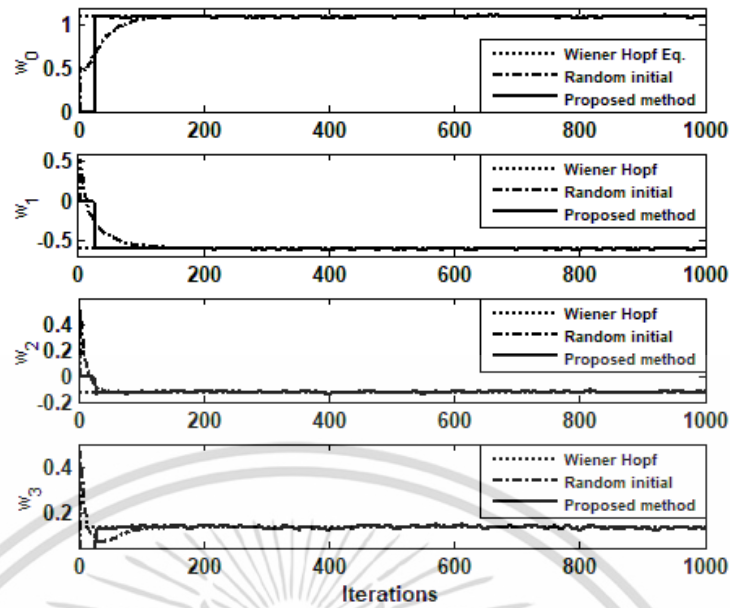 1
0.5
0
w0
Wiener Hopf Eq.
Random initial
Proposed method
0 200 400 600 800 1000
0.5
0
-0.5
w1
Wiener Hopf
Random initial
Proposed method
0 200 400 600 800 1000
0.4
0.2
0
-0.2
w2
Wiener Hopf
Random initial
Proposed method
0 200 400 600 800 1000
0.4
0.2
w3
Wiener Hopf
Random initial
Proposed method
0 200 400 600 800 1000
Iterations